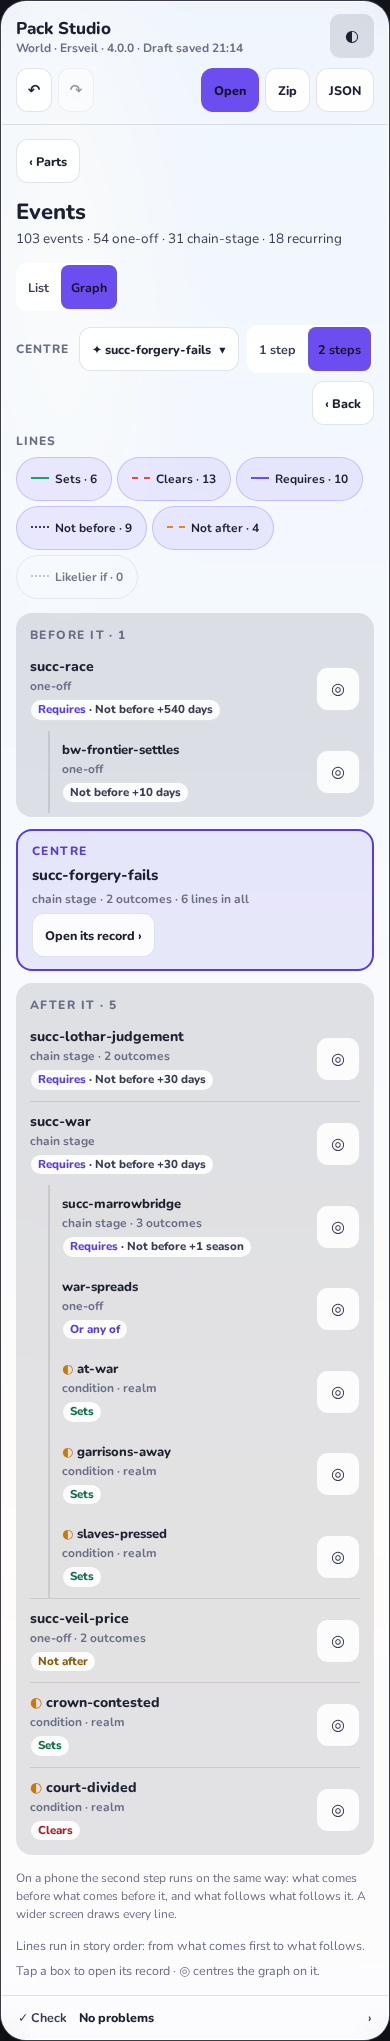 Pack Studio
World · Ersveil · 4.0.0 · Draft saved 21:14
Open Zip JSON
‹ Parts
Events
103 events · 54 one-off · 31 chain-stage · 18 recurring
List Graph
CENTRE ✦ succ-forgery-fails ▾ 1 step 2 steps
‹ Back
LINES
Sets · 6 Clears · 13 Requires · 10
Not before · 9 Not after · 4
Likelier if · 0
BEFORE IT · 1
succ-race
one-off
Requires · Not before +540 days
bw-frontier-settles
one-off
Not before +10 days
CENTRE
succ-forgery-fails
chain stage · 2 outcomes · 6 lines in all
Open its record ›
AFTER IT · 5
succ-lothar-judgement
chain stage · 2 outcomes
Requires · Not before +30 days
succ-war
chain stage
Requires · Not before +30 days
succ-marrowbridge
chain stage · 3 outcomes
Requires · Not before +1 season
war-spreads
one-off
Or any of
◐ at-war
condition · realm
Sets
◐ garrisons-away
condition · realm
Sets
◐ slaves-pressed
condition · realm
Sets
succ-veil-price
one-off · 2 outcomes
Not after
◐ crown-contested
condition · realm
Sets
◐ court-divided
condition · realm
Clears
On a phone the second step runs on the same way: what comes
before what comes before it, and what follows what follows it. A
wider screen draws every line.
Lines run in story order: from what comes first to what follows.
Tap a box to open its record · ◎ centres the graph on it.
✓ Check No problems ›